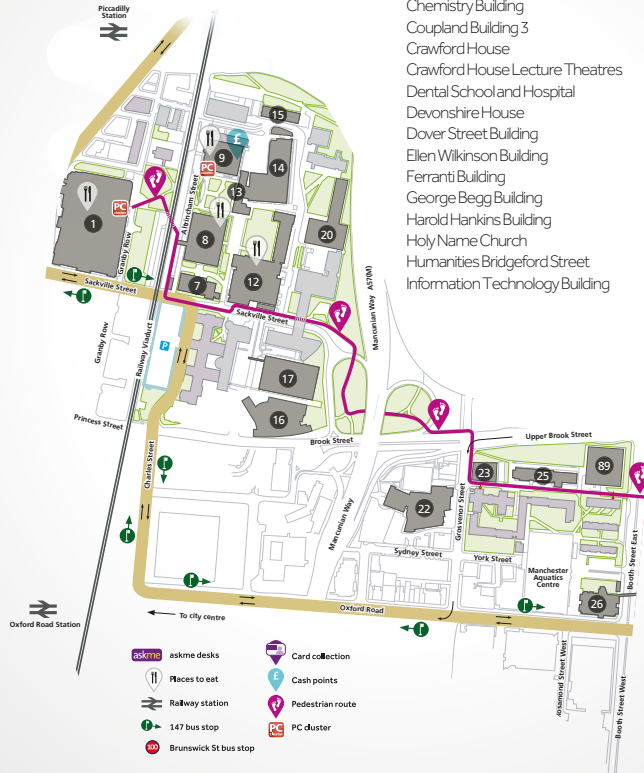 Piccadilly
Station
Chemistry Building
Coupland Building 3
Crawford House
Crawford House Lecture Theatres
Dental School and Hospital
Devonshire House
Dover Street Building
Ellen Wilkinson Building
Ferranti Building
George Begg Building
Harold Hankins Building
Holy Name Church
Humanities Bridgeford Street
Information Technology Building
15
£
9
14
PC
cluster
13
Altrincham Street
1
PC
cluster
8
20
Granby Row
12
7
Sackville Street
Sackville Street
Mancunian Way A57(M)
Granby Row
Railway Viaduct
P
17
16
Princess Street
Brook Street
Upper Brook Street
Charles Street
23
25
89
22
Mancunian Way
Grosvenor Street
Sydney Street
York Street
Manchester
Aquatics
Centre
Booth Street East
26
Oxford Road Station
To city centre
Oxford Road
Rosamond Street West
Booth Street West
askme askme desks
Card collection
Places to eat
£ Cash points
Railway station
Pedestrian route
147 bus stop
PC cluster PC cluster
100 Brunswick St bus stop